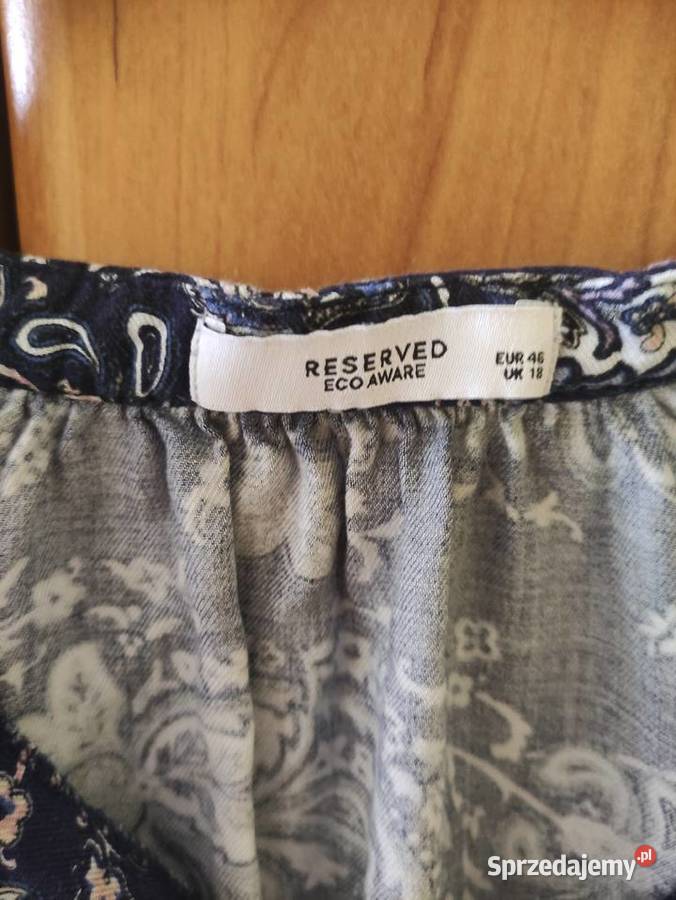 RESERVED
ECO AWARE
EUR 46
UK 18
Sprzedajemy.pl